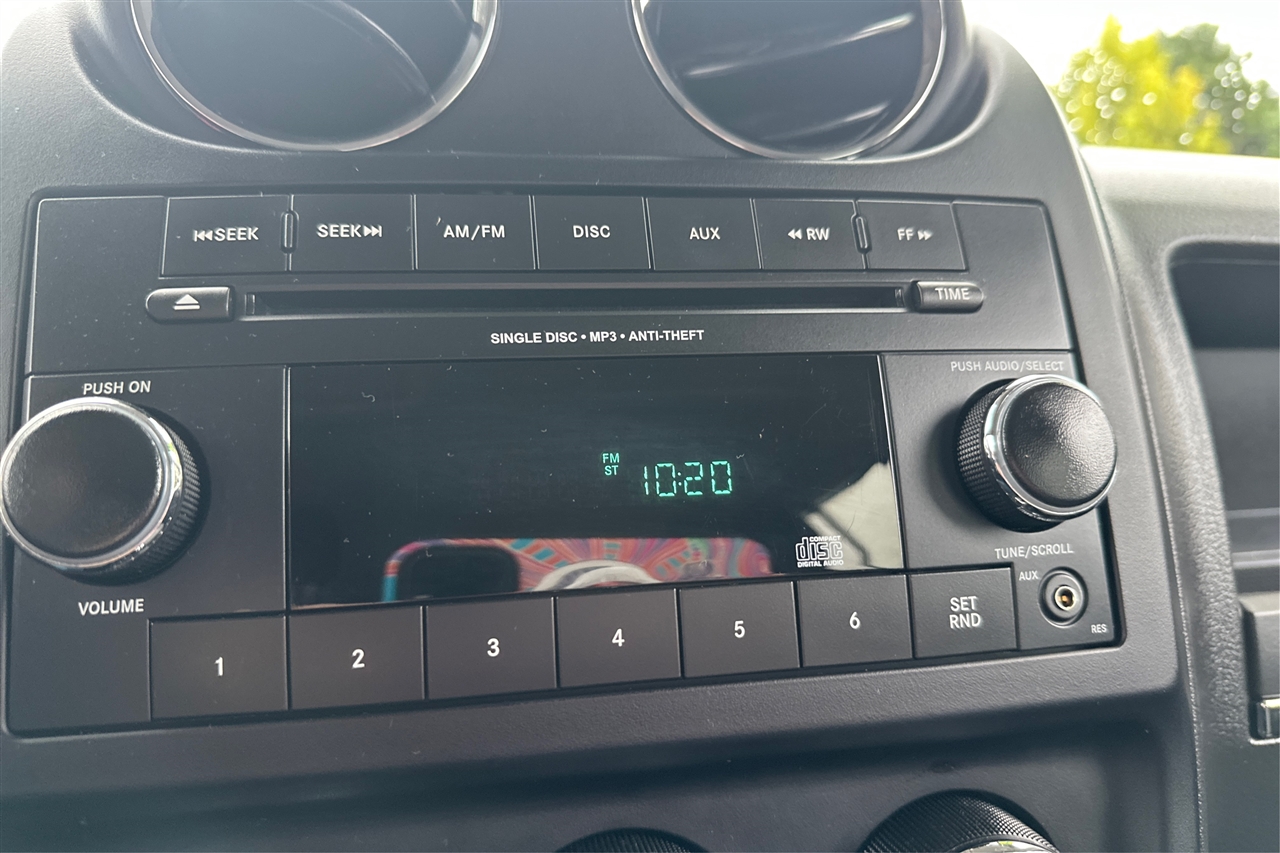 ⏮SEEK SEEK⏭ AM/FM DISC AUX ⏪RW FF⏩
TIME
SINGLE DISC • MP3 • ANTI-THEFT
PUSH ON
PUSH AUDIO/SELECT
FM
ST
10:20
COMPACT
disc
DIGITAL AUDIO
VOLUME
TUNE/SCROLL
AUX
RES
1 2 3 4 5 6
SET
RND